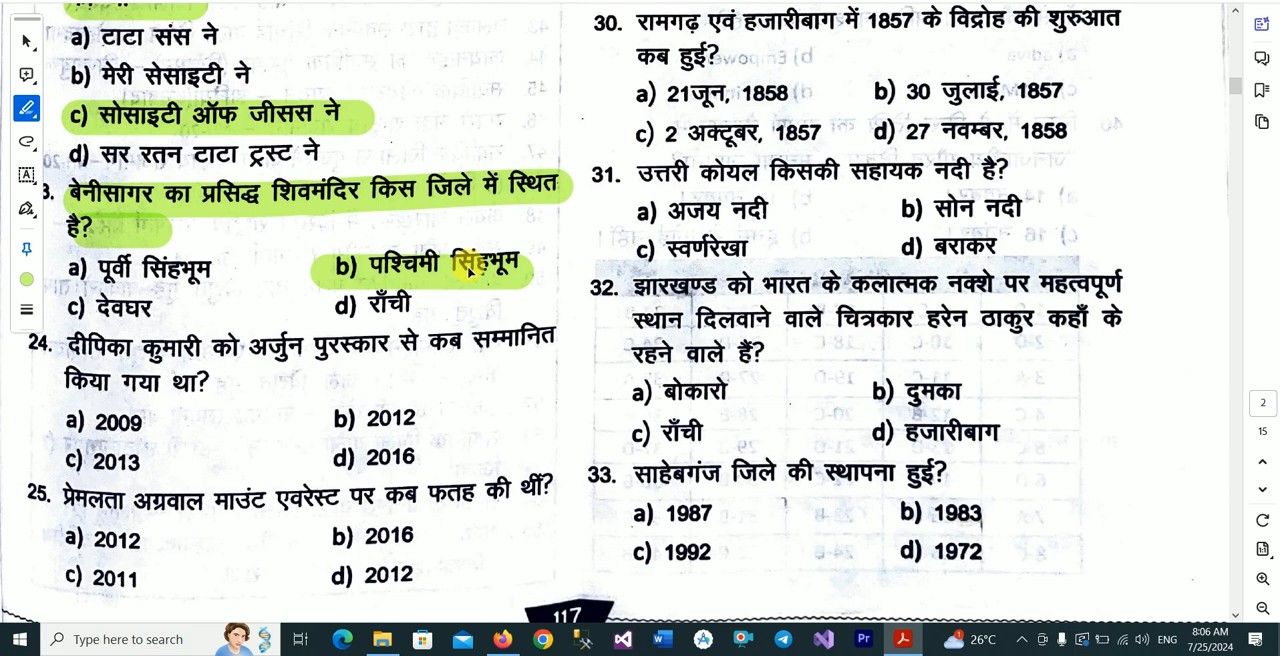 a) टाटा संस ने
b) मेरी सेसाइटी ने
c) सोसाइटी ऑफ जीसस ने
d) सर रतन टाटा ट्रस्ट ने
3. बेनीसागर का प्रसिद्ध शिवमंदिर किस जिले में स्थित
है?
a) पूर्वी सिंहभूम b) पश्चिमी सिंहभूम
c) देवघर d) राँची
24. दीपिका कुमारी को अर्जुन पुरस्कार से कब सम्मानित
किया गया था?
a) 2009 b) 2012
c) 2013 d) 2016
25. प्रेमलता अग्रवाल माउंट एवरेस्ट पर कब फतह की थीं?
a) 2012 b) 2016
c) 2011 d) 2012
30. रामगढ़ एवं हजारीबाग में 1857 के विद्रोह की शुरुआत
कब हुई?
a) 21जून, 1858 b) 30 जुलाई, 1857
c) 2 अक्टूबर, 1857 d) 27 नवम्बर, 1858
31. उत्तरी कोयल किसकी सहायक नदी है?
a) अजय नदी b) सोन नदी
c) स्वर्णरेखा d) बराकर
32. झारखण्ड को भारत के कलात्मक नक्शे पर महत्वपूर्ण
स्थान दिलवाने वाले चित्रकार हरेन ठाकुर कहाँ के
रहने वाले हैं?
a) बोकारो b) दुमका
c) राँची d) हजारीबाग
33. साहेबगंज जिले की स्थापना हुई?
a) 1987 b) 1983
c) 1992 d) 1972
117
2
15
Type here to search
26°C
ENG
8:06 AM
7/25/2024